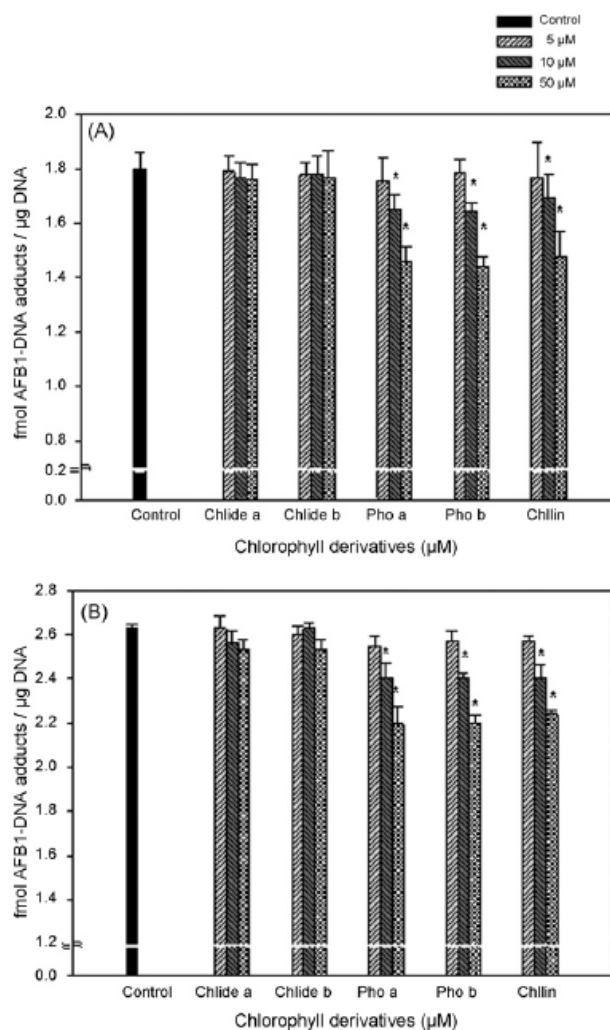 Control
5 µM
10 µM
50 µM
(A)
fmol AFB1-DNA adducts / µg DNA
2.0
1.8
1.6
1.4
1.2
1.0
0.8
0.2
0.0
* * * * * *
Control Chlide a Chlide b Pho a Pho b Chllin
Chlorophyll derivatives (µM)
(B)
fmol AFB1-DNA adducts / µg DNA
2.8
2.6
2.4
2.2
2.0
1.8
1.6
1.4
1.2
0.0
* * * * * *
Control Chlide a Chlide b Pho a Pho b Chllin
Chlorophyll derivatives (µM)